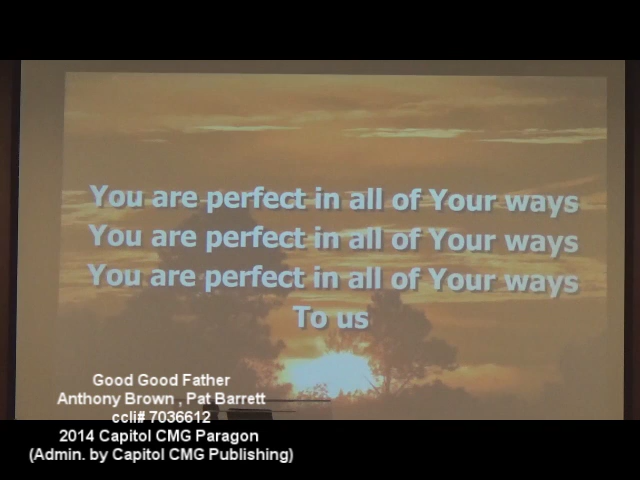 You are perfect in all of Your ways
You are perfect in all of Your ways
You are perfect in all of Your ways
To us
Good Good Father
Anthony Brown , Pat Barrett
ccli# 7036612
2014 Capitol CMG Paragon
(Admin. by Capitol CMG Publishing)